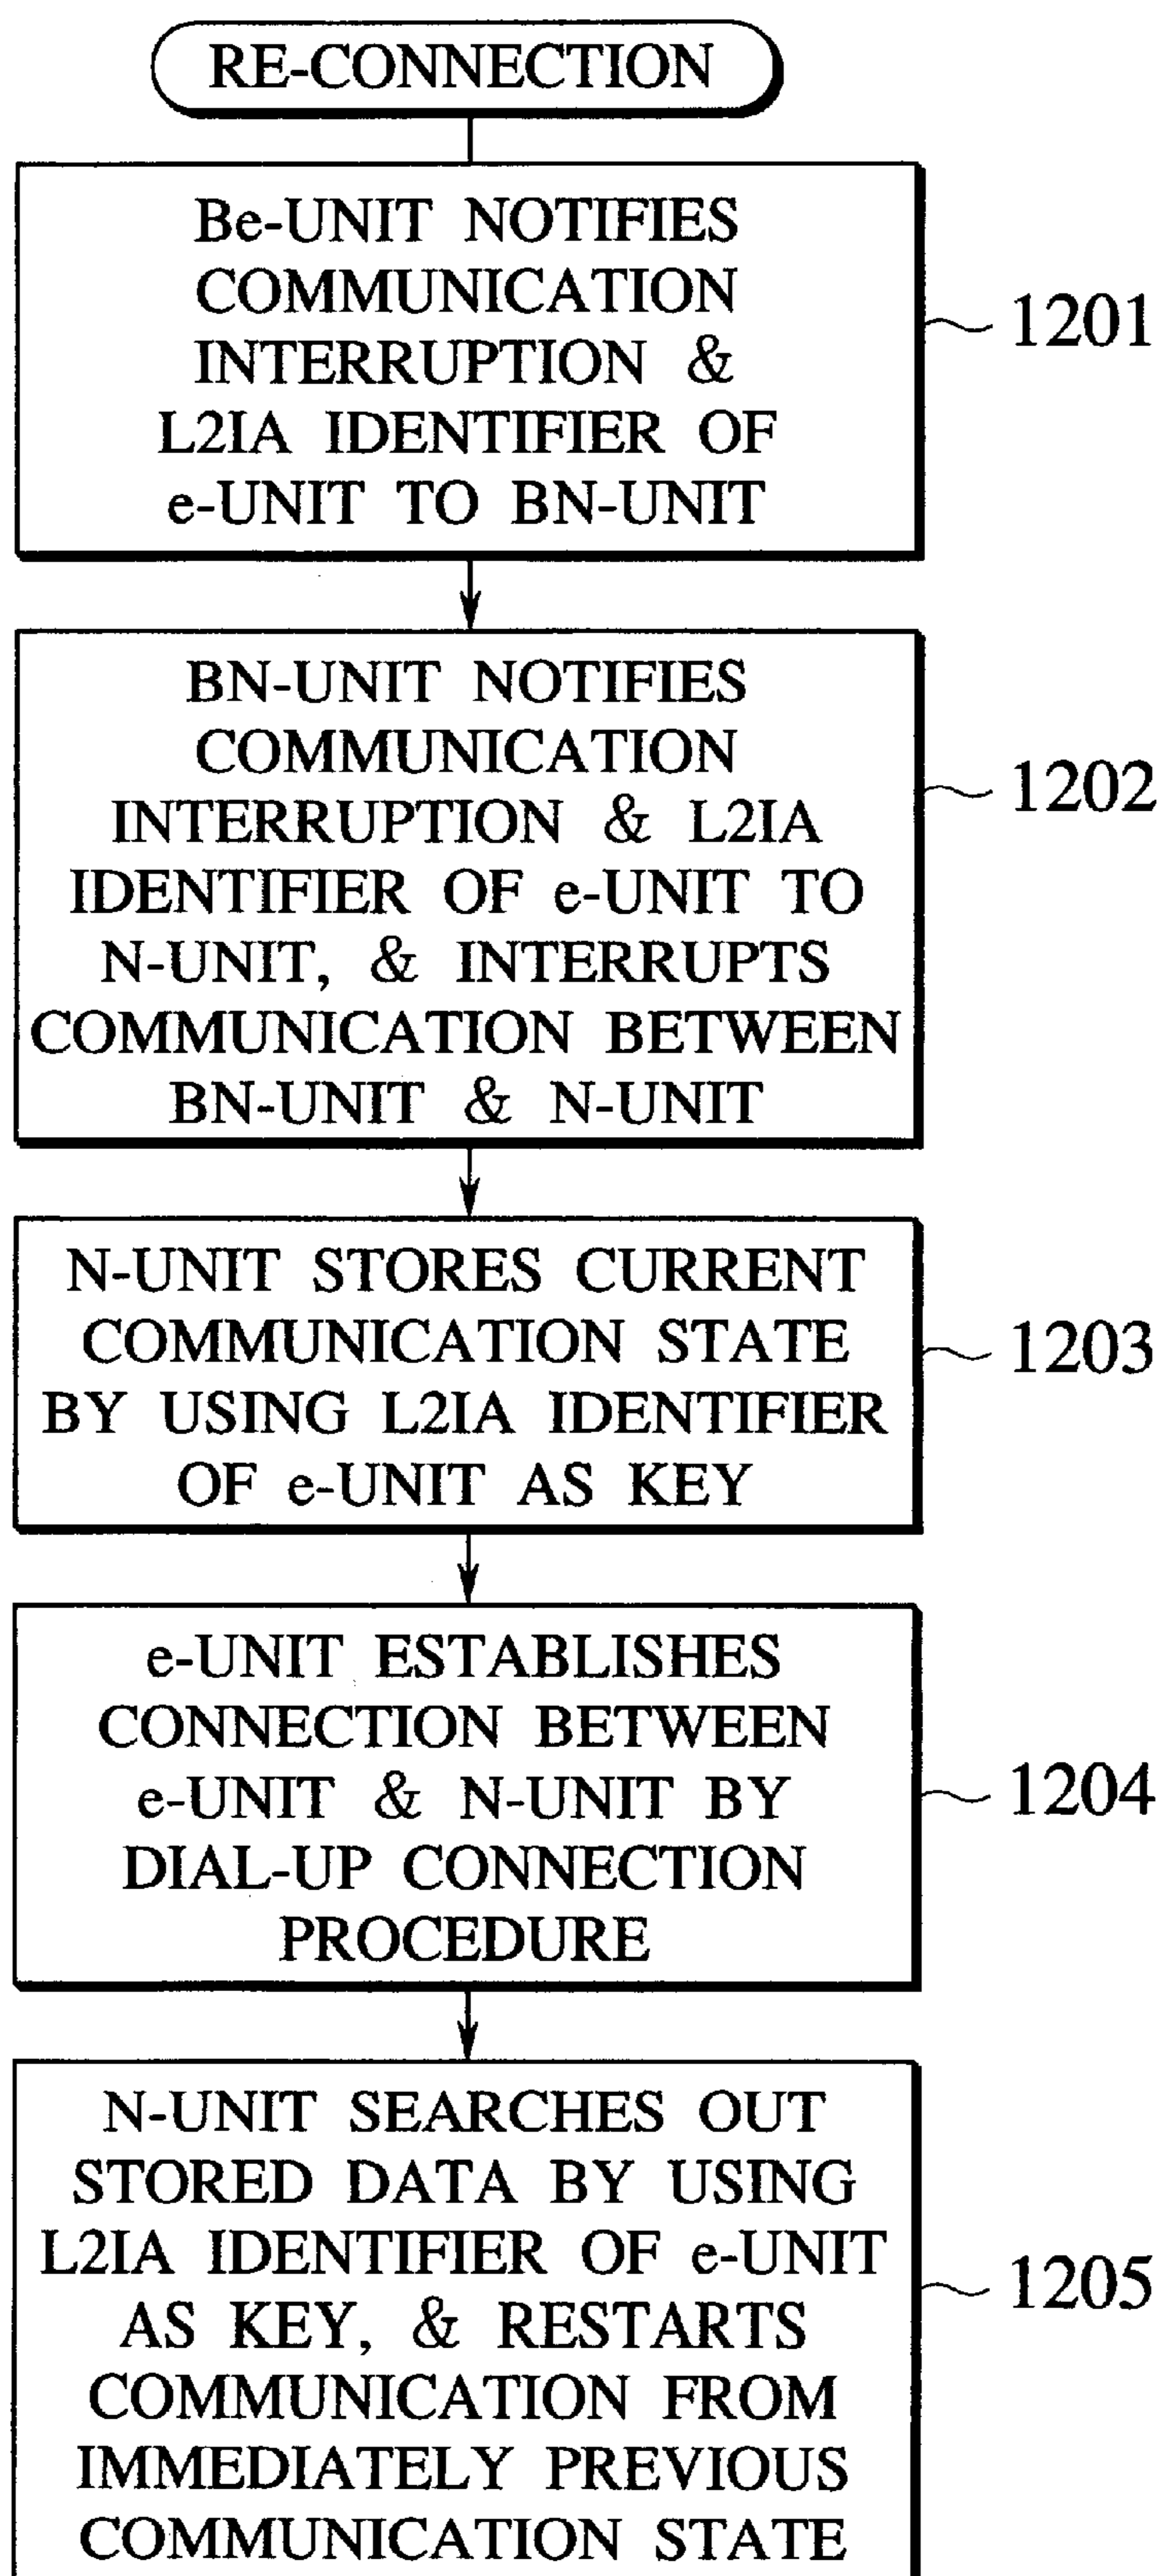 RE-CONNECTION
Be-UNIT NOTIFIES
COMMUNICATION
INTERRUPTION &
L2IA IDENTIFIER OF
e-UNIT TO BN-UNIT
1201
BN-UNIT NOTIFIES
COMMUNICATION
INTERRUPTION & L2IA
IDENTIFIER OF e-UNIT TO
N-UNIT, & INTERRUPTS
COMMUNICATION BETWEEN
BN-UNIT & N-UNIT
1202
N-UNIT STORES CURRENT
COMMUNICATION STATE
BY USING L2IA IDENTIFIER
OF e-UNIT AS KEY
1203
e-UNIT ESTABLISHES
CONNECTION BETWEEN
e-UNIT & N-UNIT BY
DIAL-UP CONNECTION
PROCEDURE
1204
N-UNIT SEARCHES OUT
STORED DATA BY USING
L2IA IDENTIFIER OF e-UNIT
AS KEY, & RESTARTS
COMMUNICATION FROM
IMMEDIATELY PREVIOUS
COMMUNICATION STATE
1205